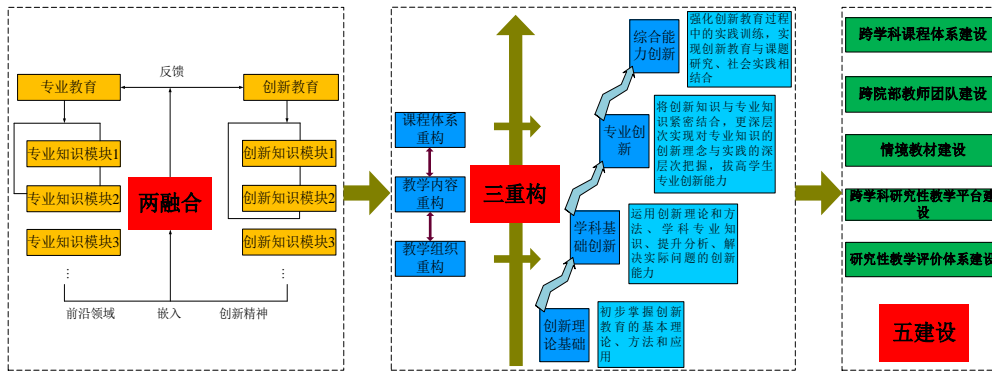 反馈
专业教育
创新教育
专业知识模块1
专业知识模块2
专业知识模块3
⋮
两融合
创新知识模块1
创新知识模块2
创新知识模块3
⋮
前沿领域
嵌入
创新精神
课程体系
重构
教学内容
重构
教学组织
重构
三重构
综合能
力创新
强化创新教育过程
中的实践训练,实
现创新教育与课题
研究、社会实践相
结合
专业创
新
将创新知识与专业知
识紧密结合，更深层
次实现对专业知识的
创新理念与实践的深
层次把握，拔高学生
专业创新能力
学科基
础创新
运用创新理论和方
法、学科专业知
识、提升分析、解
决实际问题的创新
能力
创新理
论基础
初步掌握创新
教育的基本理
论、方法和应
用
跨学科课程体系建设
跨院部教师团队建设
情境教材建设
跨学科研究性教学平台建
设
研究性教学评价体系建设
五建设